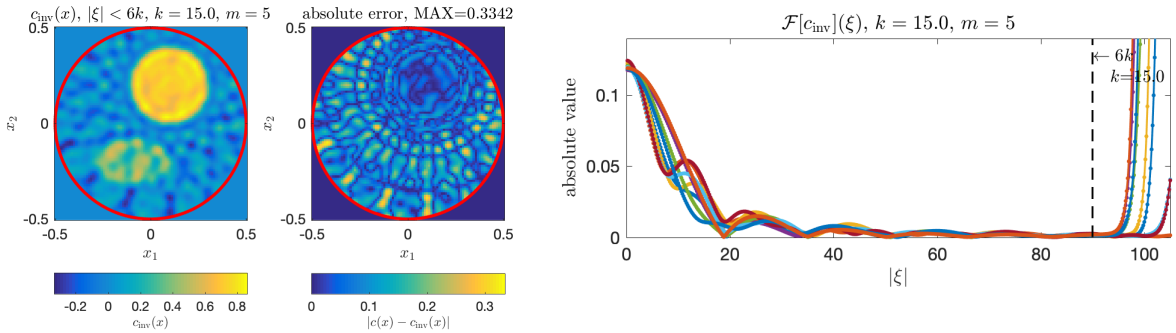 c_inv(x), |ξ| < 6k, k = 15.0, m = 5
0.5
0
-0.5
-0.5 0 0.5
x_2
x_1
-0.2 0 0.2 0.4 0.6 0.8
c_inv(x)
absolute error, MAX=0.3342
0.5
0
-0.5
-0.5 0 0.5
x_2
x_1
0 0.1 0.2 0.3
|c(x) − c_inv(x)|
F[c_inv](ξ), k = 15.0, m = 5
← 6k
k=15.0
0.1
0.05
0
absolute value
0 20 40 60 80 100
|ξ|